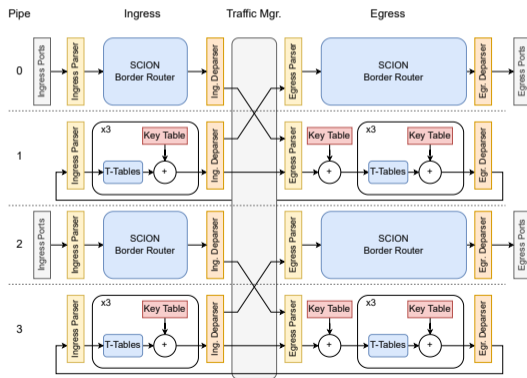 Pipe Ingress Traffic Mgr. Egress
0
Ingress Ports
Ingress Parser
SCION
Border Router
Ing. Deparser
Egress Parser
SCION
Border Router
Egr. Deparser
Egress Ports
1
Ingress Parser
x3
Key Table
T-Tables
+
Ing. Deparser
Egress Parser
Key Table
+
x3
Key Table
T-Tables
+
Egr. Deparser
2
Ingress Ports
Ingress Parser
SCION
Border Router
Ing. Deparser
Egress Parser
SCION
Border Router
Egr. Deparser
Egress Ports
3
Ingress Parser
x3
Key Table
T-Tables
+
Ing. Deparser
Egress Parser
Key Table
+
x3
Key Table
T-Tables
+
Egr. Deparser